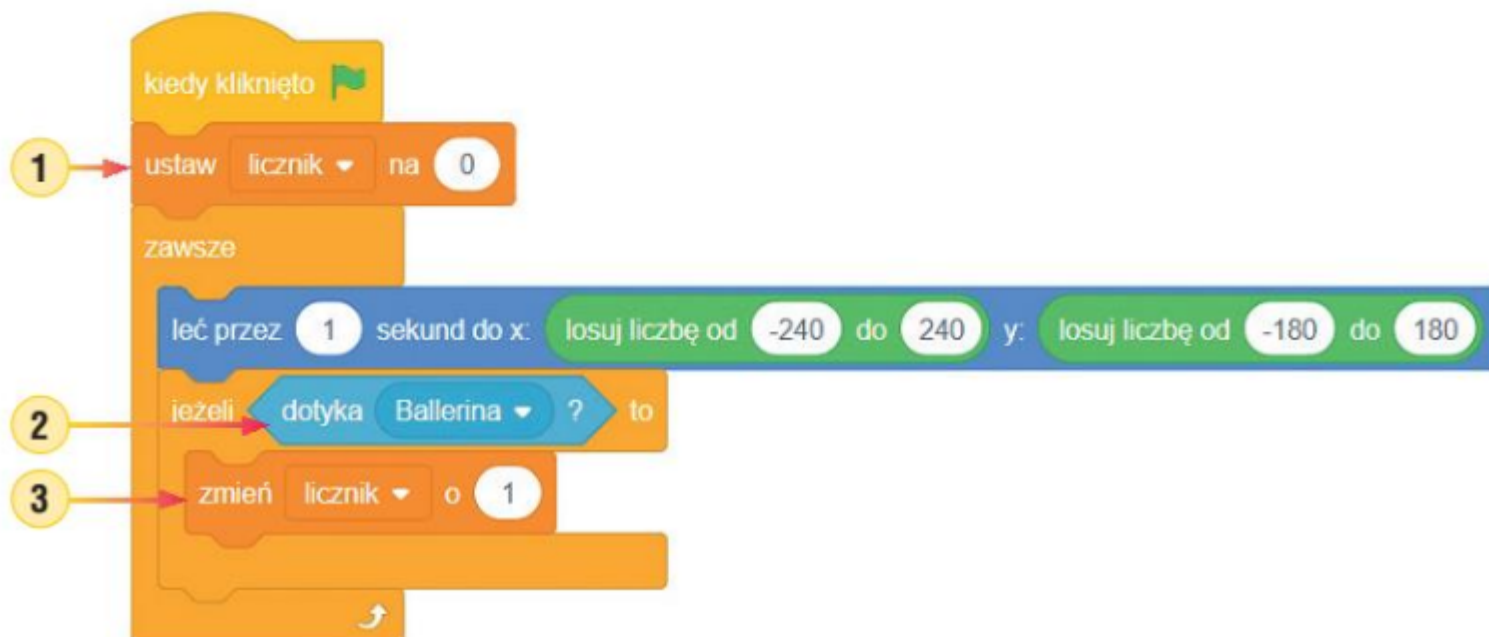 kiedy kliknięto
1 ustaw licznik na 0
zawsze
leć przez 1 sekund do x: losuj liczbę od -240 do 240 y: losuj liczbę od -180 do 180
2 jeżeli dotyka Ballerina ? to
3 zmień licznik o 1